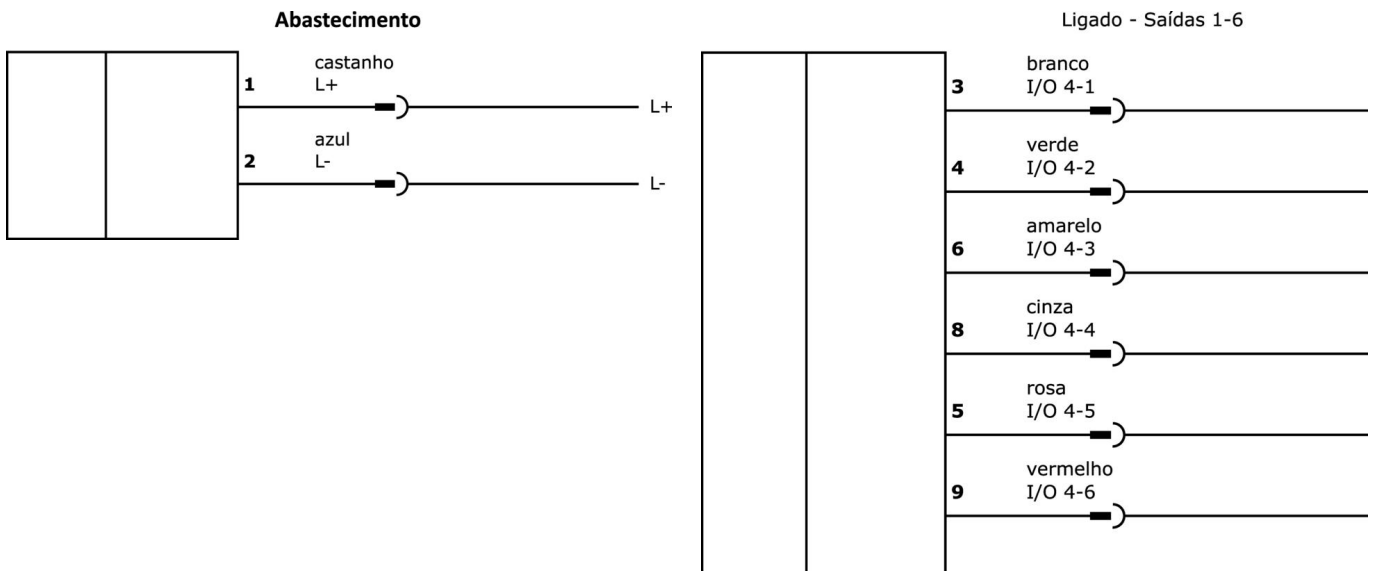 Abastecimento
castanho
1 L+
L+
azul
2 L-
L-
Ligado - Saídas 1-6
branco
3 I/O 4-1
verde
4 I/O 4-2
amarelo
6 I/O 4-3
cinza
8 I/O 4-4
rosa
5 I/O 4-5
vermelho
9 I/O 4-6